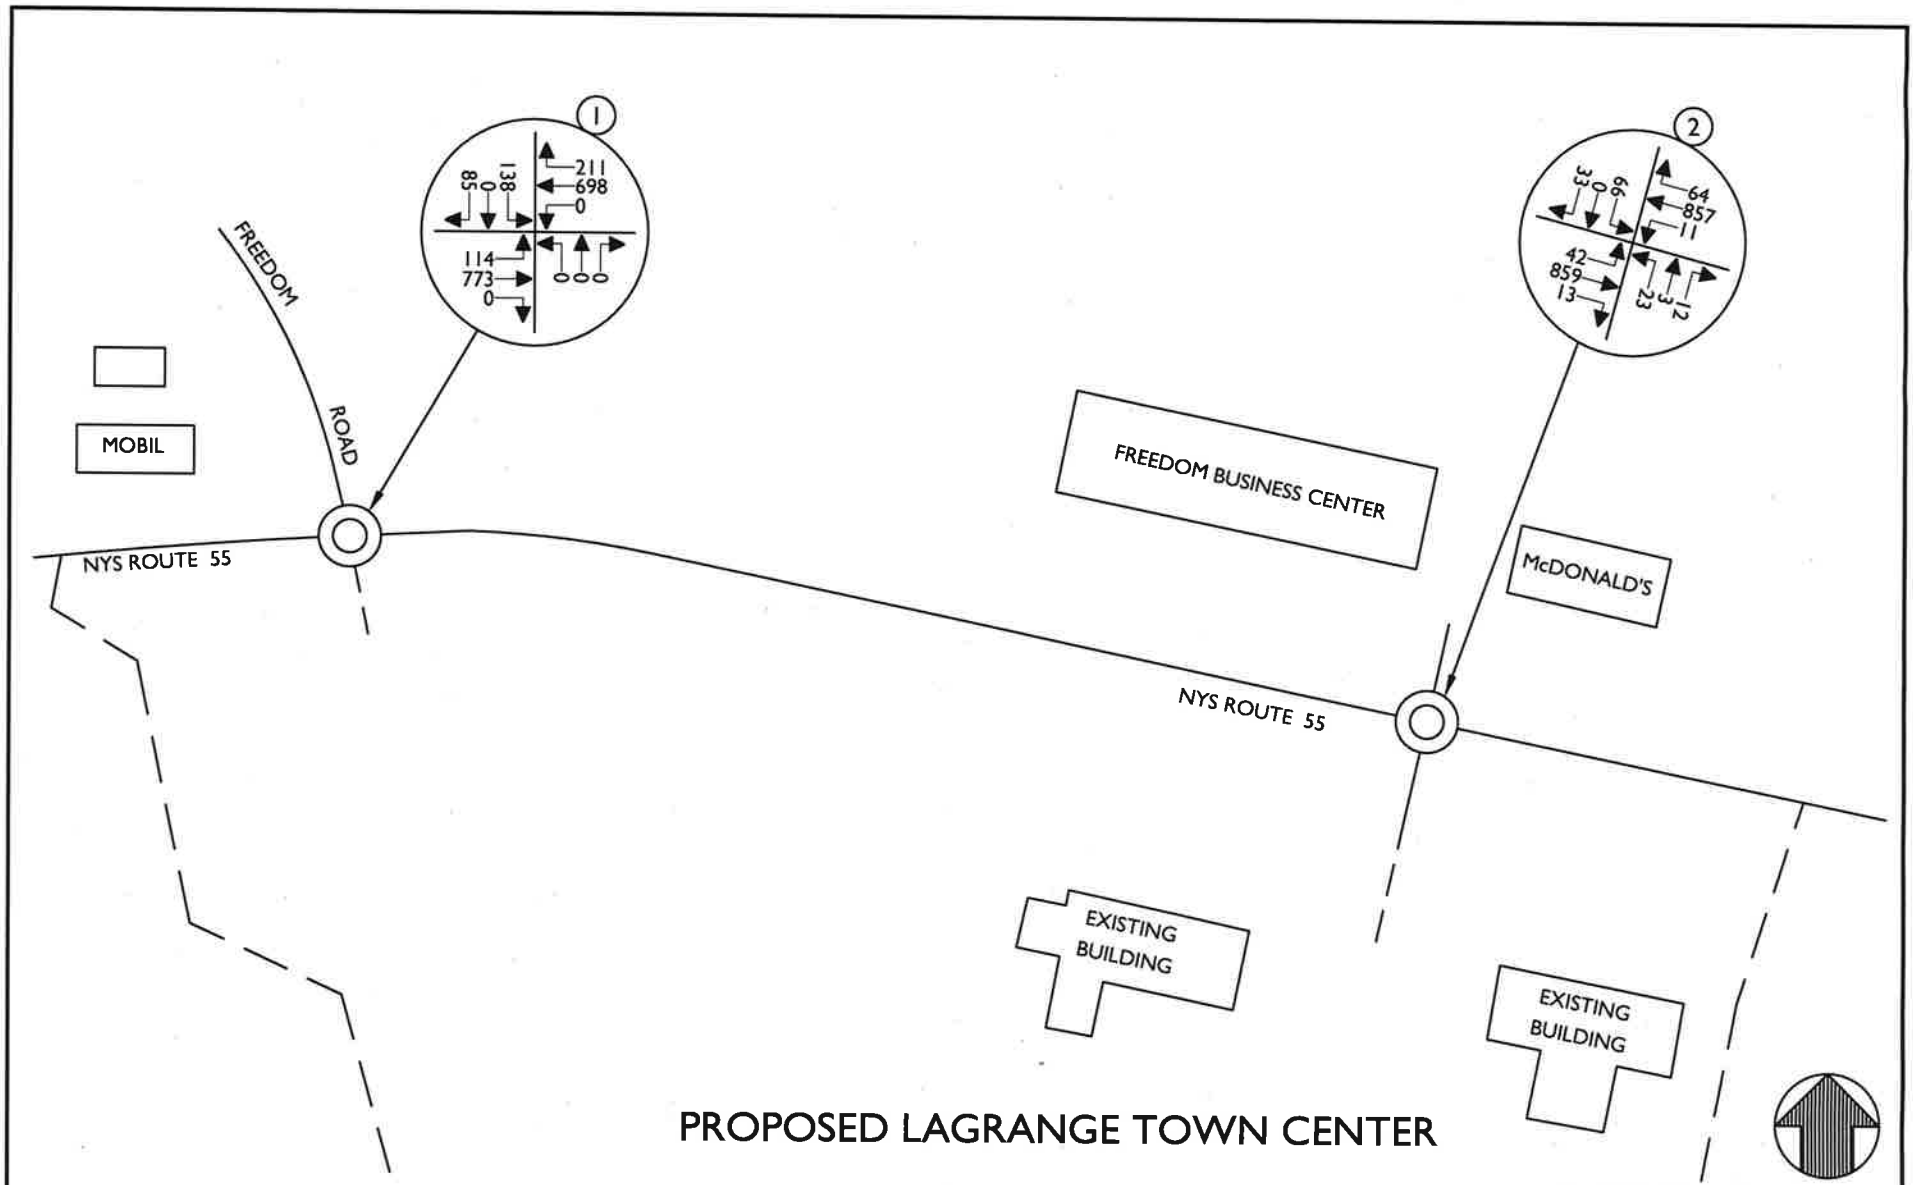 1
211
698
0
138
0
85
114
773
0
0
0
0
2
64
857
11
66
0
33
42
859
13
23
3
12
FREEDOM
ROAD
MOBIL
NYS ROUTE 55
FREEDOM BUSINESS CENTER
McDONALD'S
NYS ROUTE 55
EXISTING
BUILDING
EXISTING
BUILDING
PROPOSED LAGRANGE TOWN CENTER